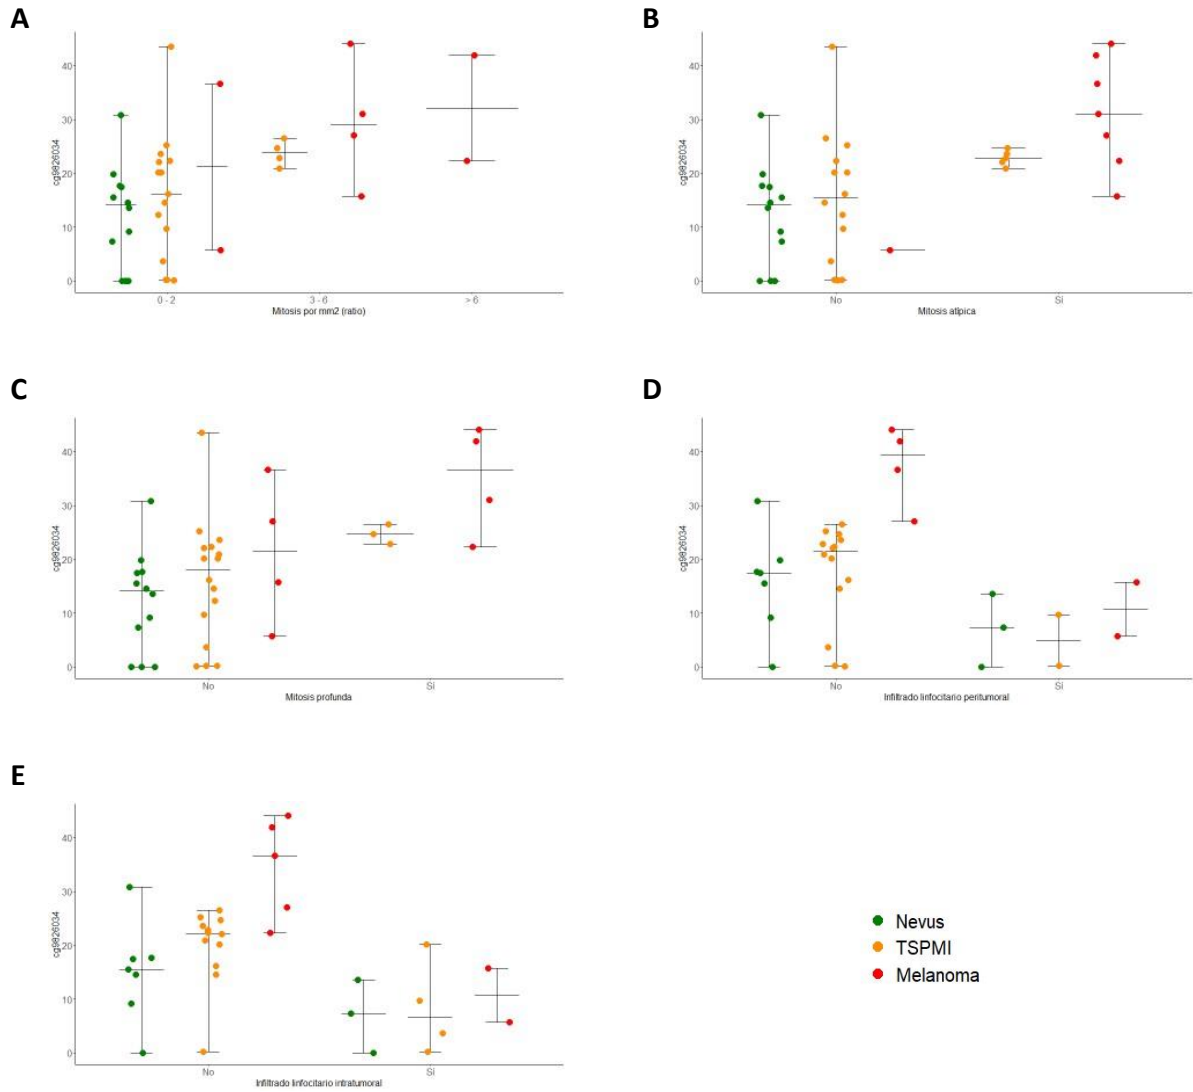 A
cg9826034
40
30
20
10
0
0 - 2
3 - 6
> 6
Mitosis por mm2 (ratio)
B
cg9826034
40
30
20
10
0
No
Sí
Mitosis atípica
C
cg9826034
40
30
20
10
0
No
Sí
Mitosis profunda
D
cg9826034
40
30
20
10
0
No
Sí
Infiltrado linfocitario peritumoral
E
cg9826034
40
30
20
10
0
No
Sí
Infiltrado linfocitario intratumoral
Nevus
TSPMI
Melanoma